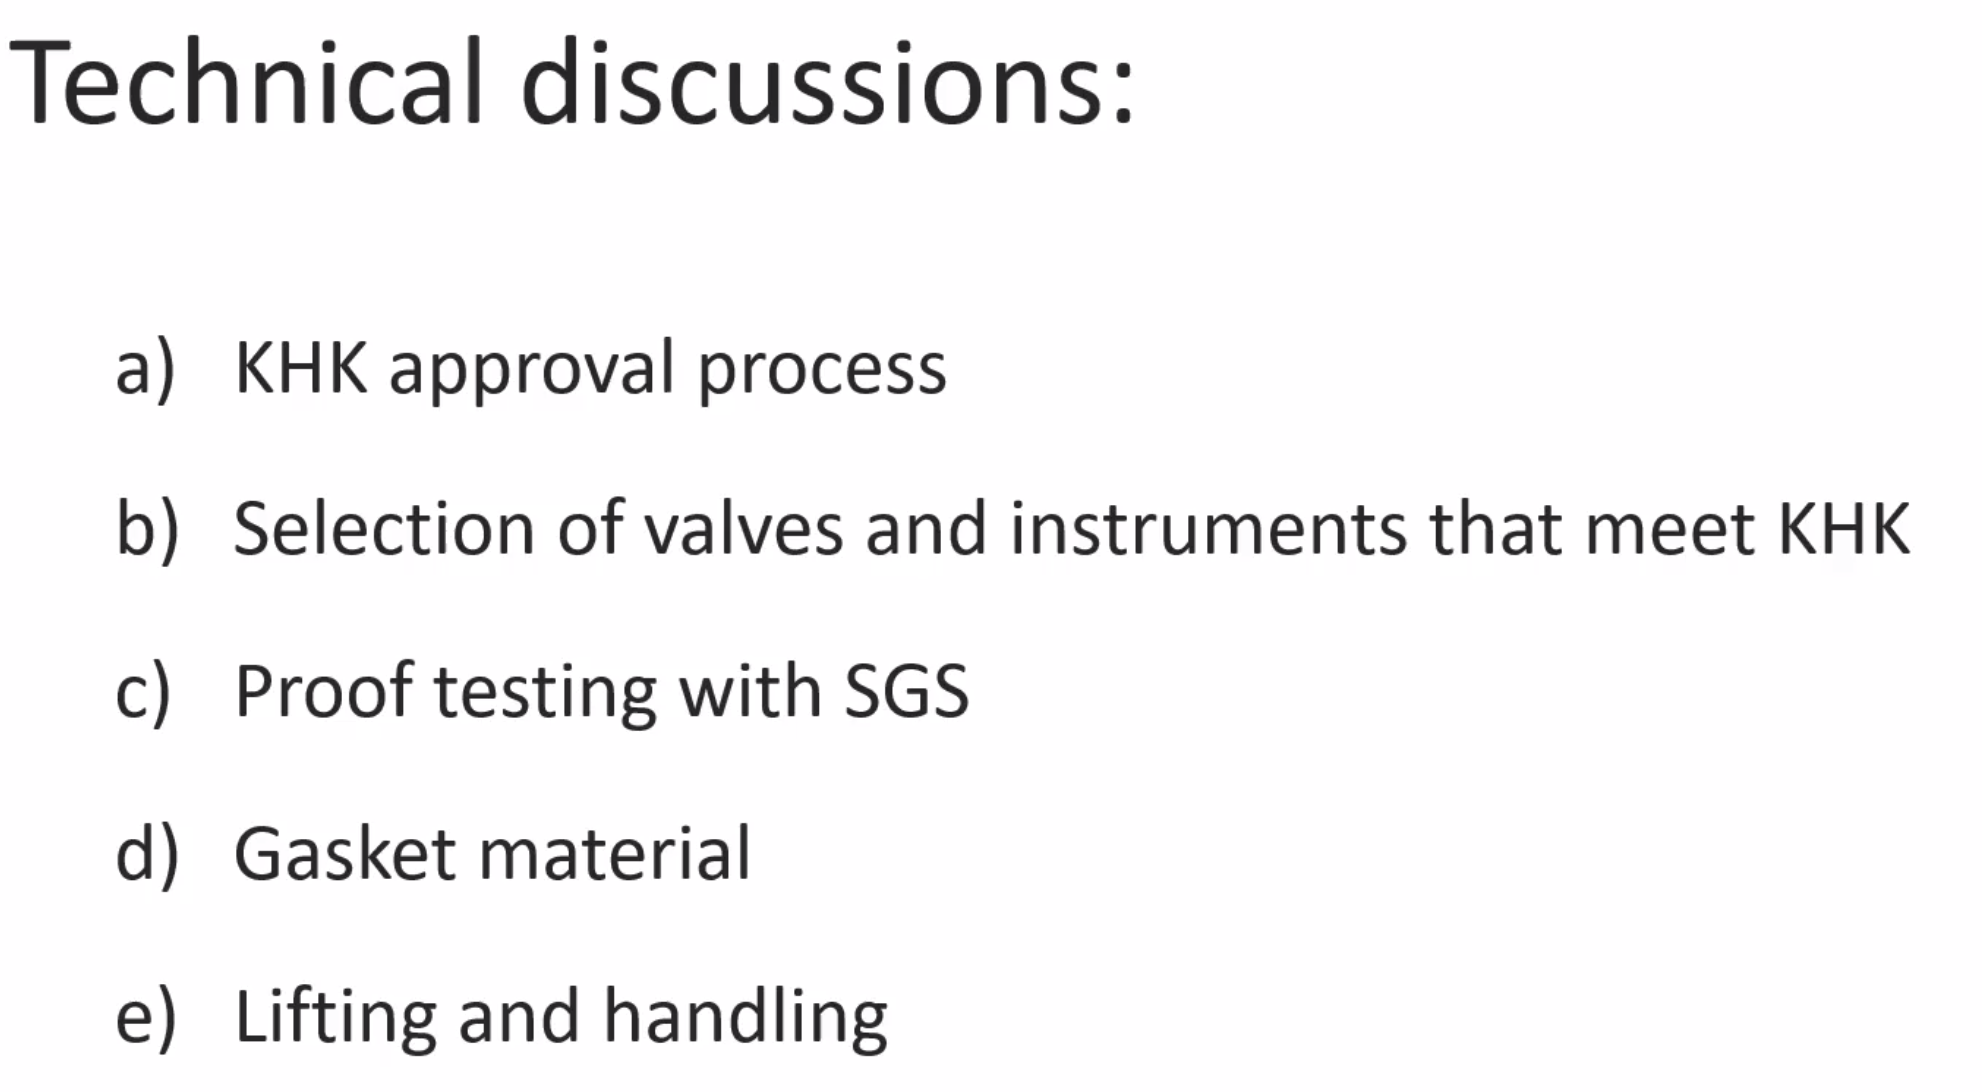 Technical discussions:
a) KHK approval process
b) Selection of valves and instruments that meet KHK
c) Proof testing with SGS
d) Gasket material
e) Lifting and handling